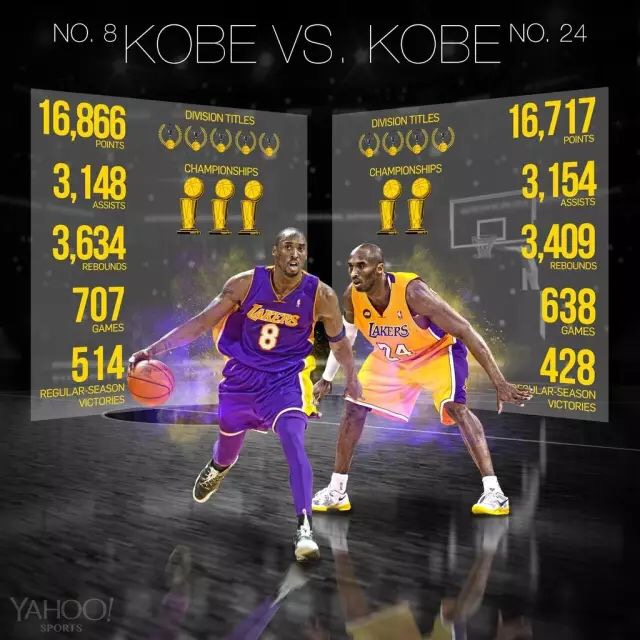 NO. 8 KOBE VS. KOBE NO. 24
16,866
POINTS
3,148
ASSISTS
3,634
REBOUNDS
707
GAMES
514
REGULAR-SEASON
VICTORIES
DIVISION TITLES
CHAMPIONSHIPS
LAKERS
8
DIVISION TITLES
CHAMPIONSHIPS
LAKERS
24
16,717
POINTS
3,154
ASSISTS
3,409
REBOUNDS
638
GAMES
428
REGULAR-SEASON
VICTORIES
YAHOO!
SPORTS